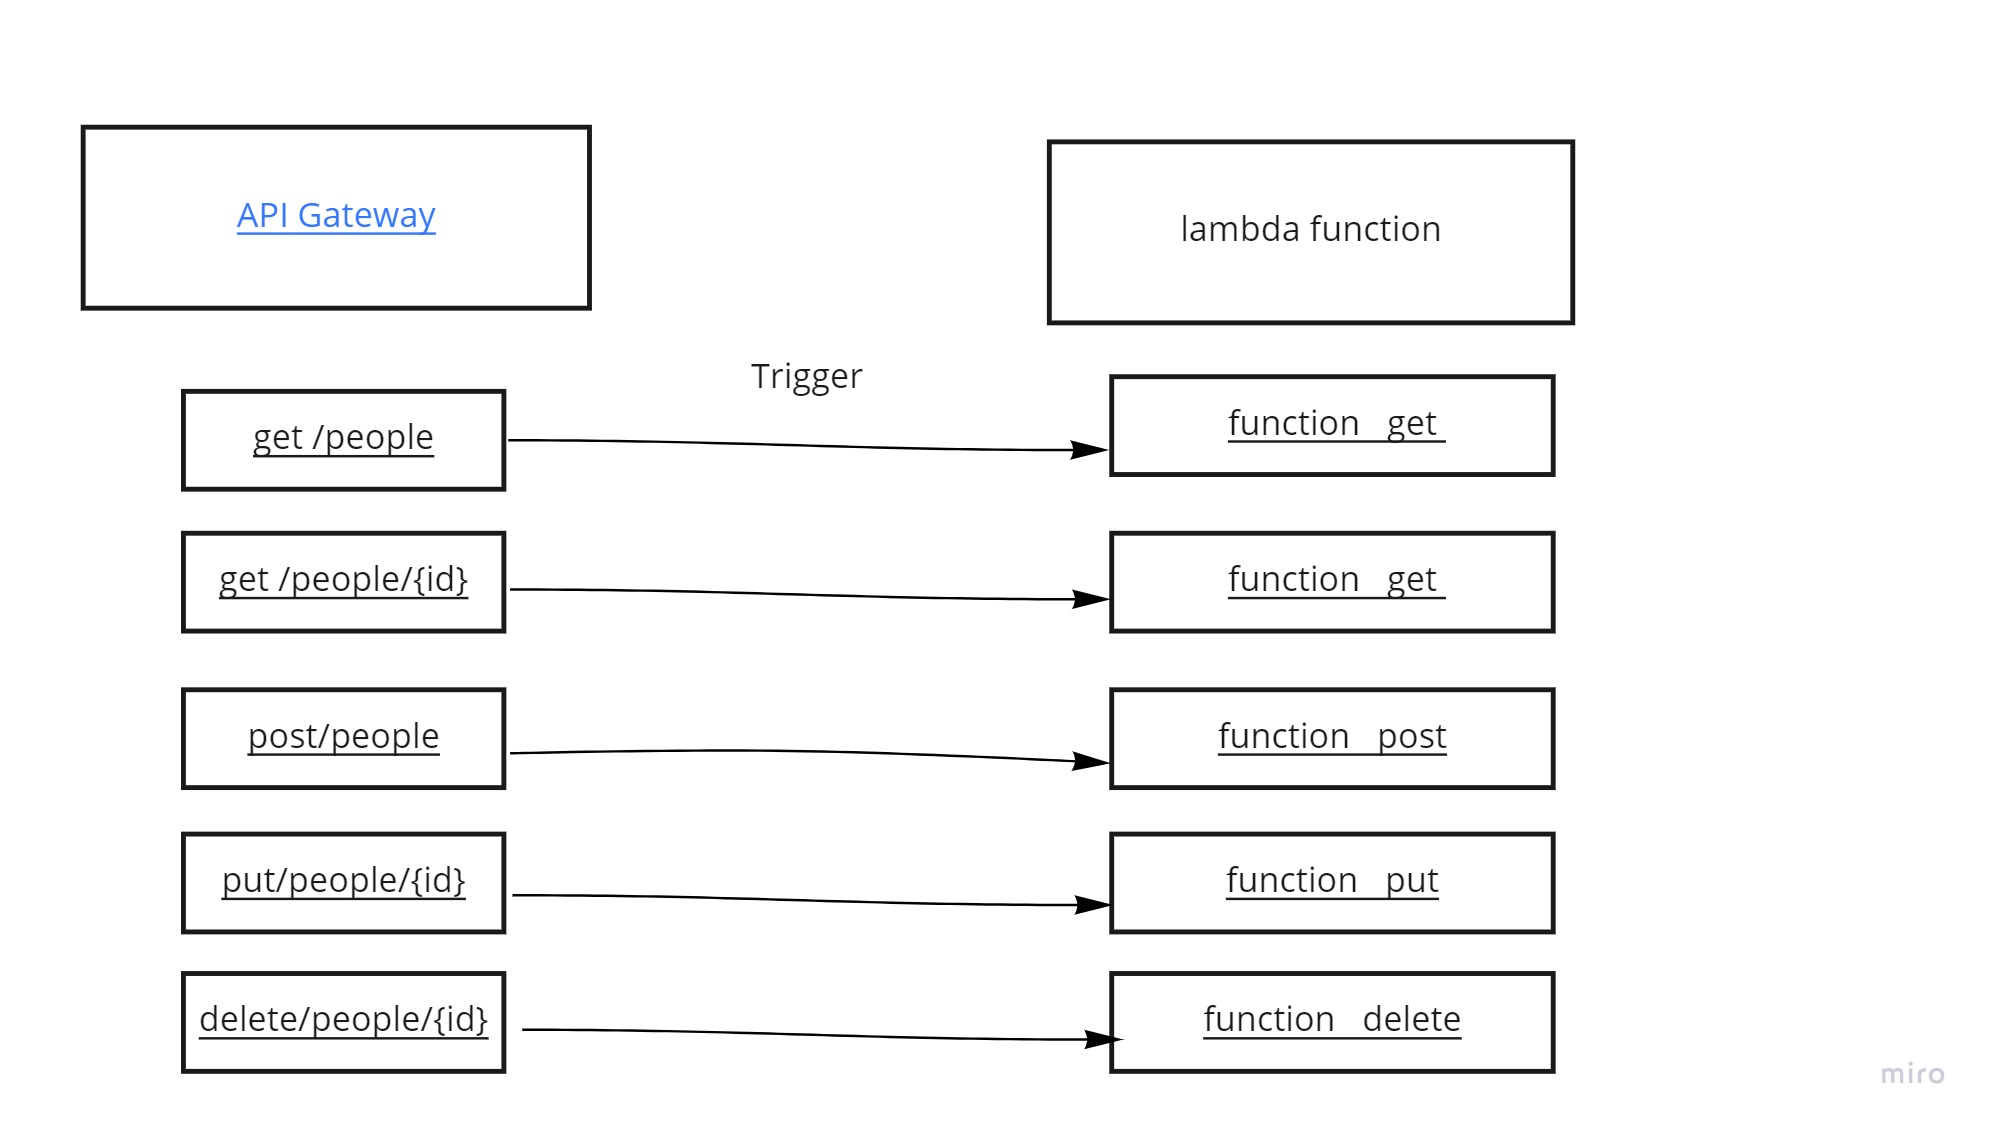 API Gateway
lambda function
Trigger
get /people
function get
get /people/{id}
function get
post/people
function post
put/people/{id}
function put
delete/people/{id}
function delete
miro